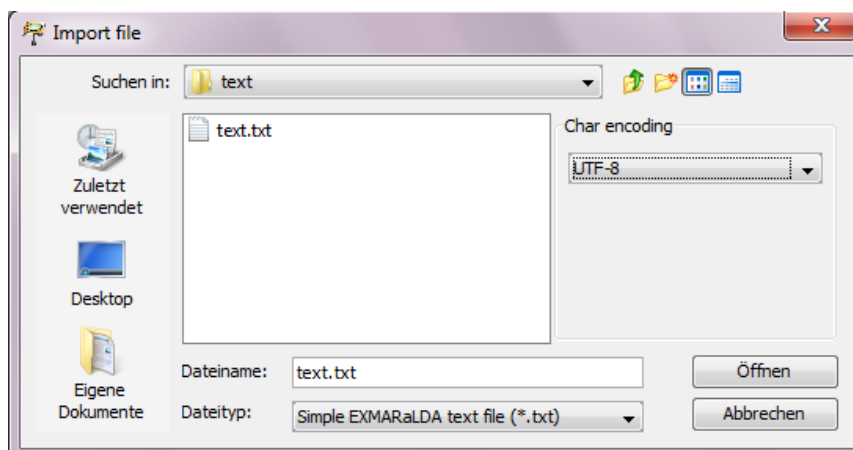 Import file
Suchen in:
text
text.txt
Char encoding
UTF-8
Zuletzt
verwendet
Desktop
Eigene
Dokumente
Dateiname:
text.txt
Öffnen
Dateityp:
Simple EXMARaLDA text file (*.txt)
Abbrechen